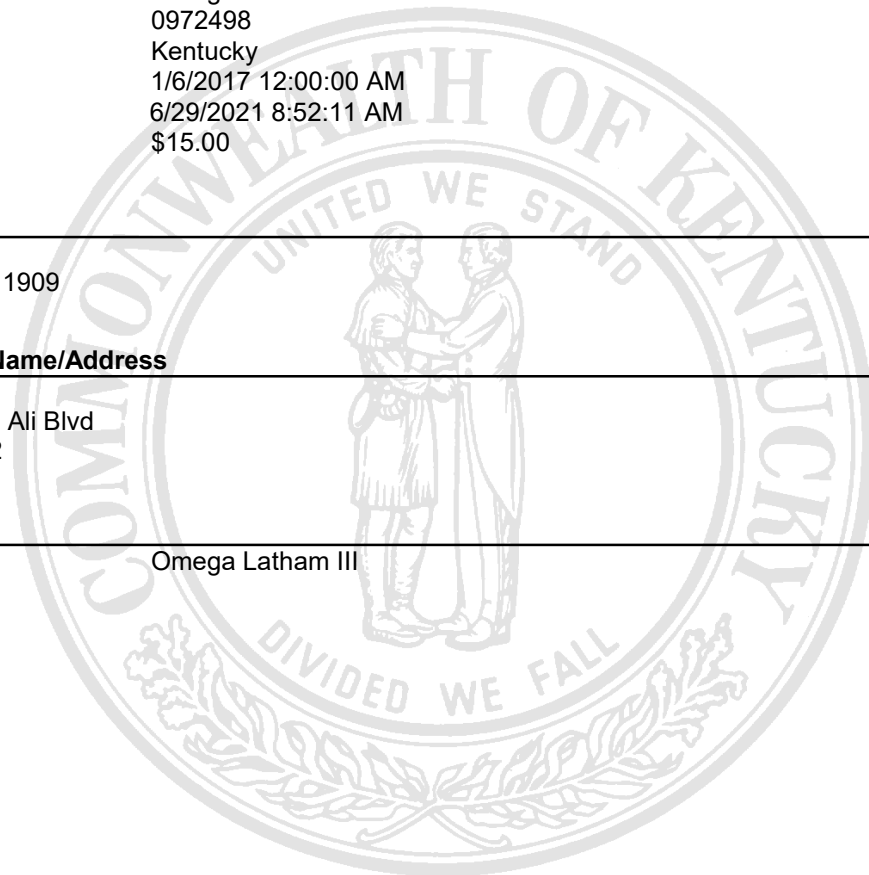 0972498
Kentucky
1/6/2017 12:00:00 AM
6/29/2021 8:52:11 AM
$15.00
COMMONWEALTH OF KENTUCKY
UNITED WE STAND
1909
Name/Address
Ali Blvd
Omega Latham III
DIVIDED WE FALL